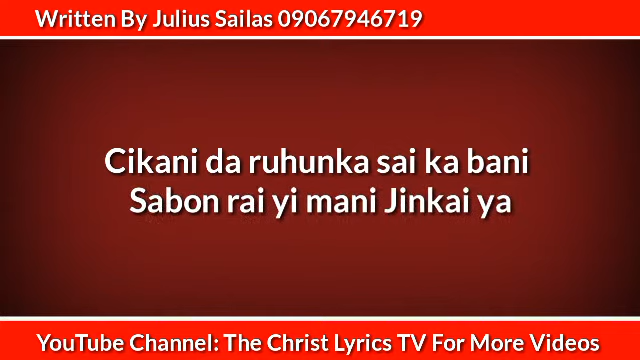 Written By Julius Sailas 09067946719
Cikani da ruhunka sai ka bani
Sabon rai yi mani Jinkai ya
YouTube Channel: The Christ Lyrics TV For More Videos